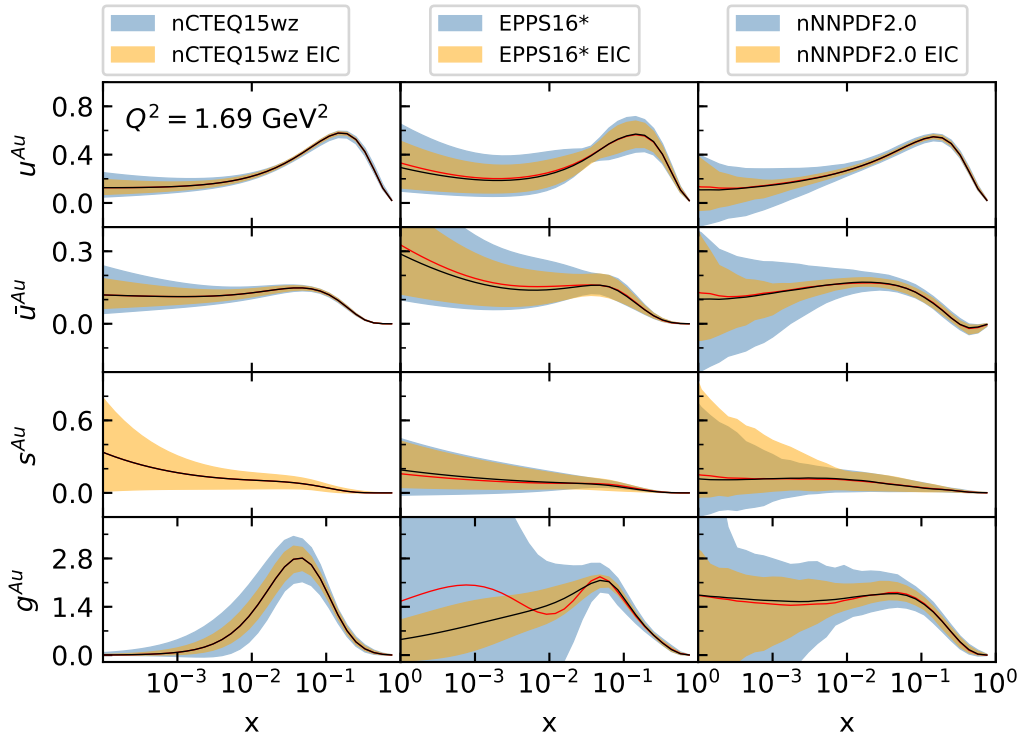 nCTEQ15wz
nCTEQ15wz EIC
EPPS16*
EPPS16* EIC
nNNPDF2.0
nNNPDF2.0 EIC
Q² = 1.69 GeV²
0.8
0.4
0.0
u^{Au}
0.3
0.0
ū^{Au}
0.6
0.0
s^{Au}
2.8
1.4
0.0
g^{Au}
10⁻³ 10⁻² 10⁻¹ 10⁰
10⁻³ 10⁻² 10⁻¹ 10⁰
10⁻³ 10⁻² 10⁻¹ 10⁰
x
x
x